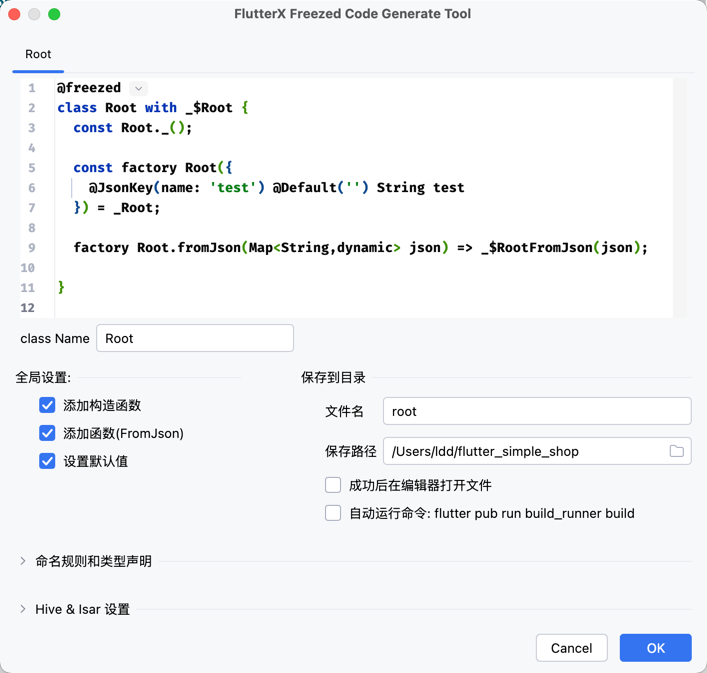 FlutterX Freezed Code Generate Tool
Root
1 @freezed
2 class Root with _$Root {
3 const Root._();
4
5 const factory Root({
6 @JsonKey(name: 'test') @Default('') String test
7 }) = _Root;
8
9 factory Root.fromJson(Map<String,dynamic> json) => _$RootFromJson(json);
10
11 }
12
class Name Root
全局设置:
添加构造函数
添加函数(FromJson)
设置默认值
保存到目录
文件名 root
保存路径 /Users/ldd/flutter_simple_shop
成功后在编辑器打开文件
自动运行命令: flutter pub run build_runner build
命名规则和类型声明
Hive & Isar 设置
Cancel OK